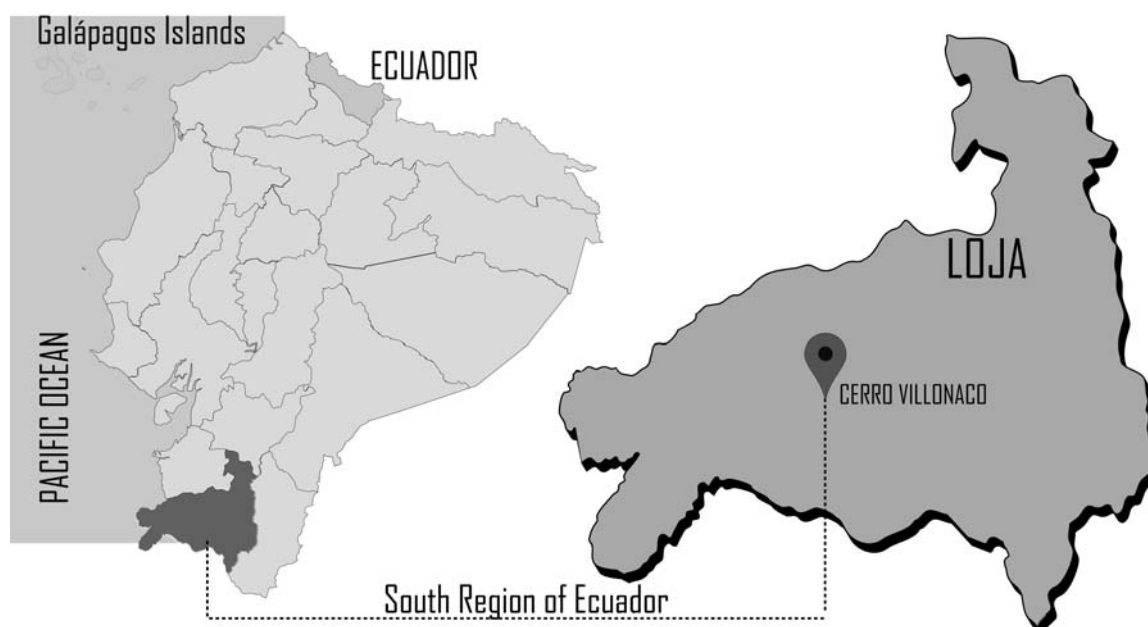 Galápagos Islands
ECUADOR
PACIFIC OCEAN
LOJA
CERRO VILLONACO
South Region of Ecuador